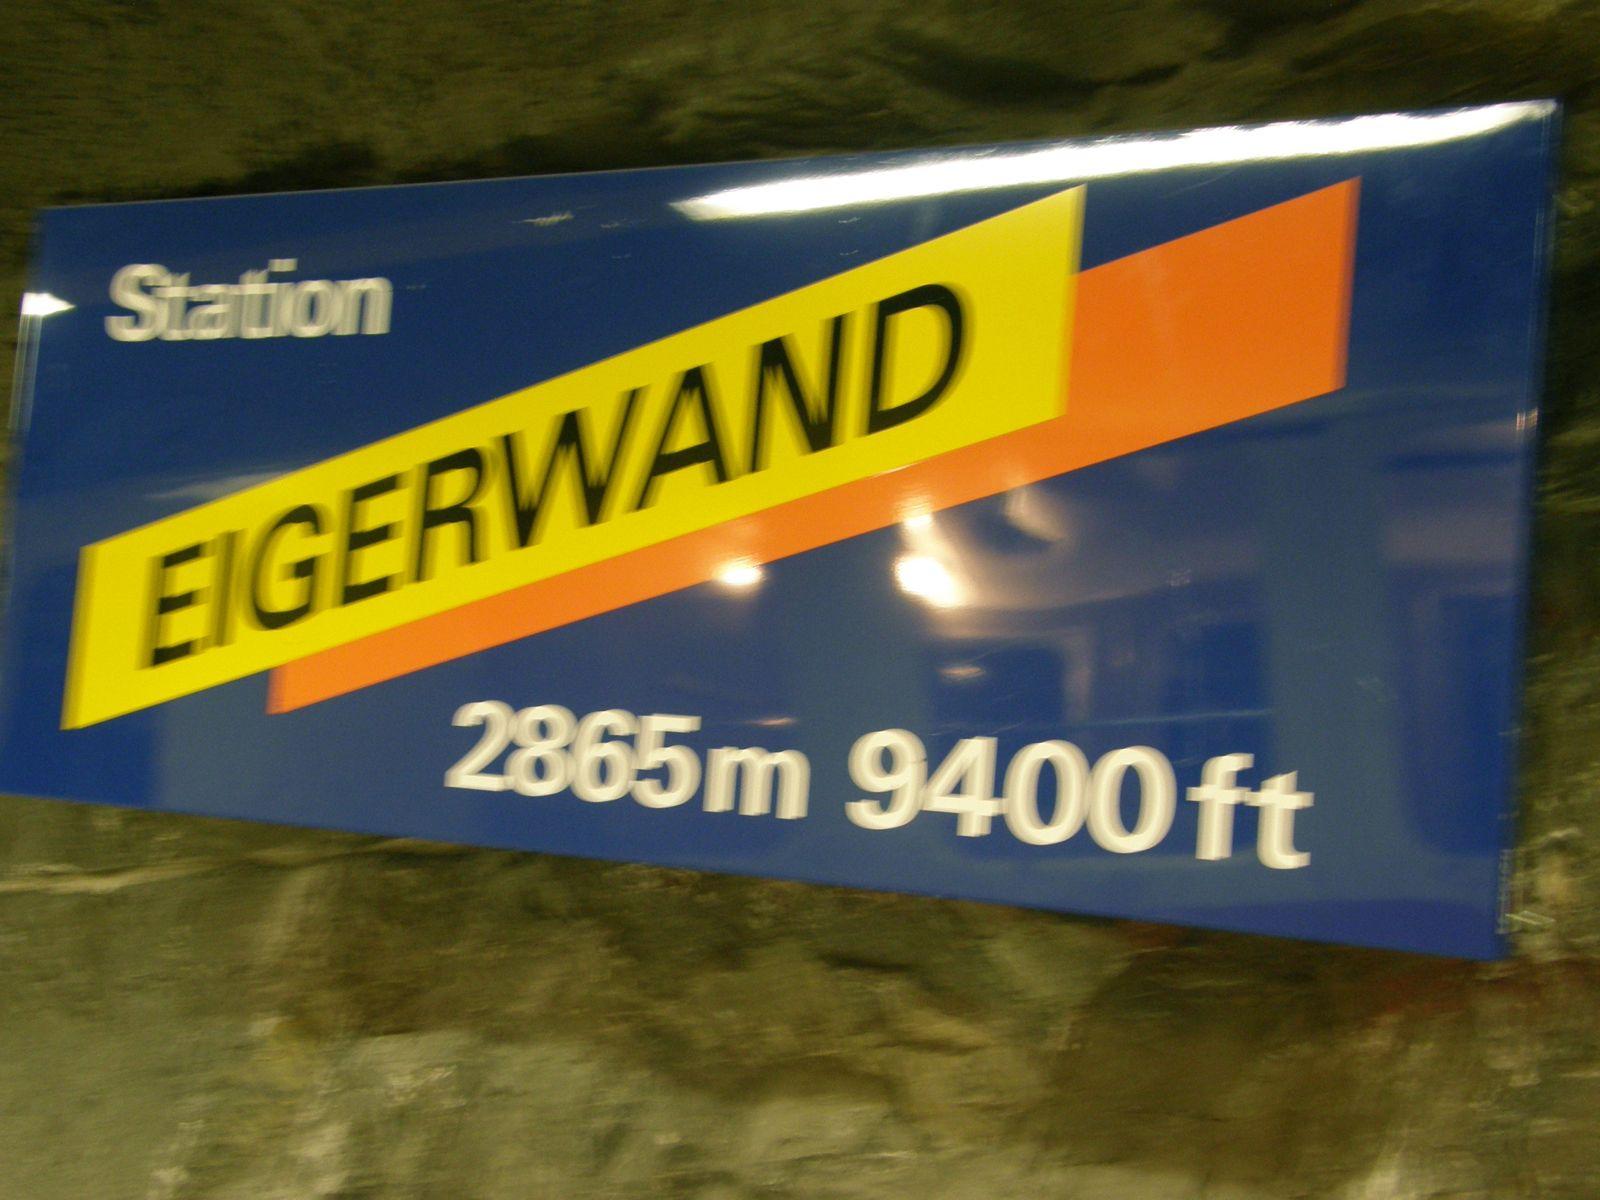 Station
EIGERWAND
2865m 9400ft